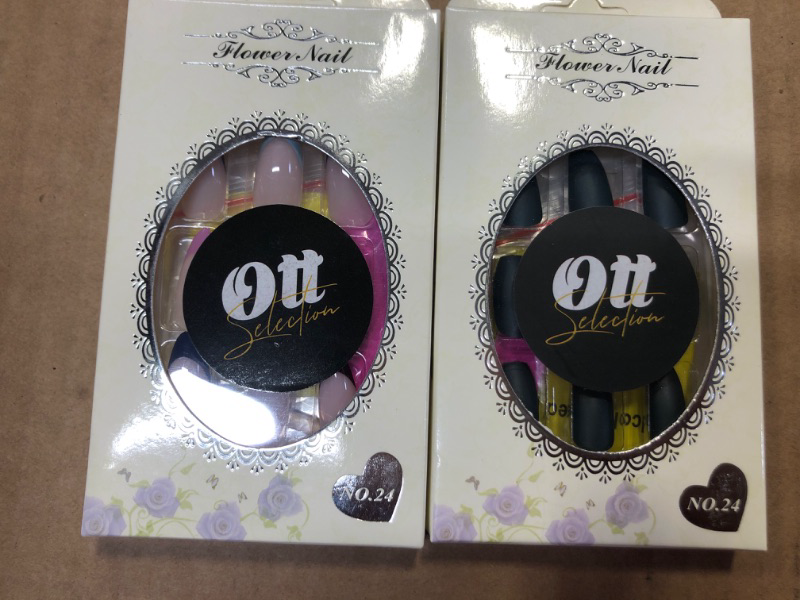 Flower Nail
Ott
Selection
NO.24
Flower Nail
Ott
Selection
NO.24